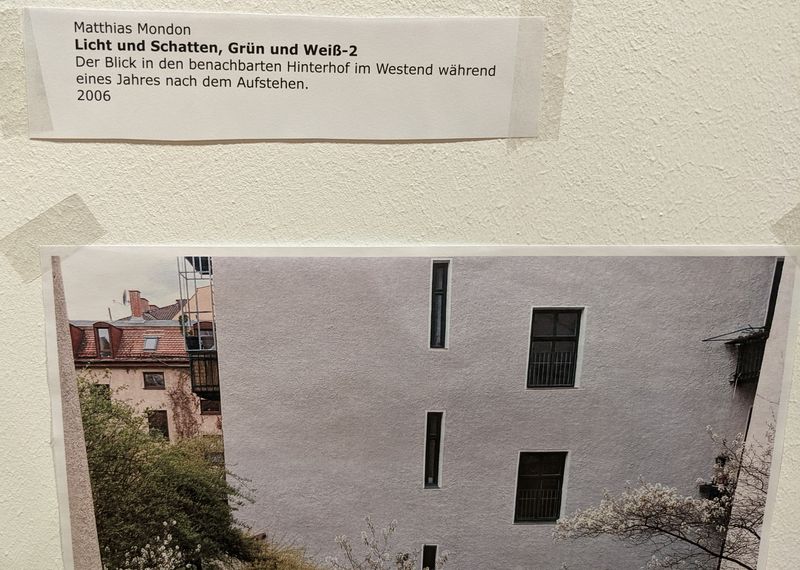 Matthias Mondon
Licht und Schatten, Grün und Weiß-2
Der Blick in den benachbarten Hinterhof im Westend während
eines Jahres nach dem Aufstehen.
2006